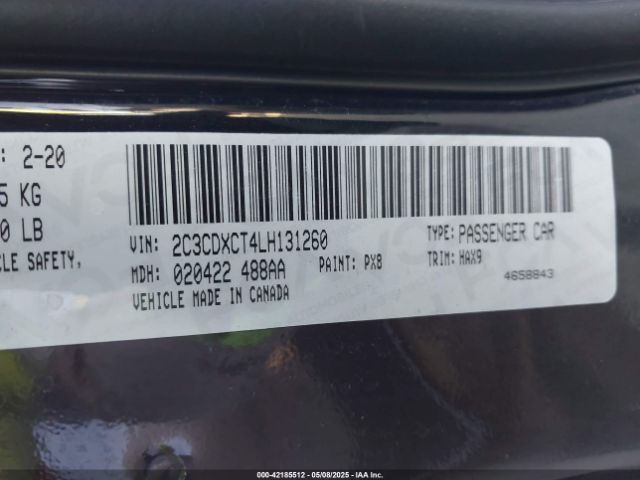 : 2-20
5 KG
0 LB
CLE SAFETY,
VIN: 2C3CDXCT4LH131260
TYPE: PASSENGER CAR
MDH: 020422 488AA
PAINT: PX8
TRIM: HAX9
VEHICLE MADE IN CANADA
4658843
000-42185512 - 05/08/2025 - IAA Inc.